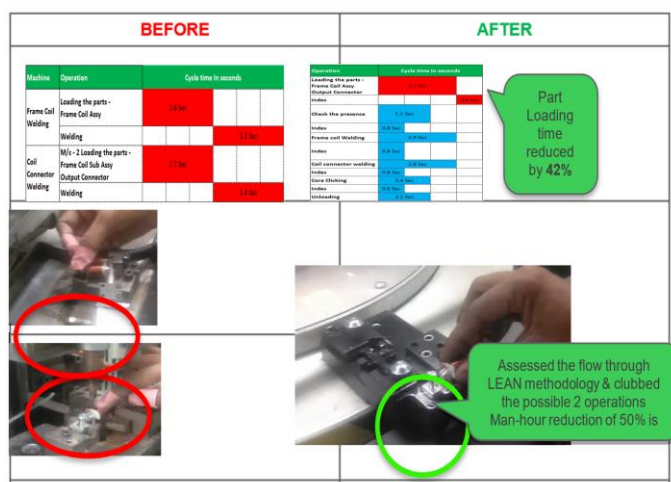 BEFORE
AFTER
Machine Operation Cycle time in seconds
Frame Coil Welding
Loading the parts -
Frame Coil Assy
Welding
Coil Connector Welding
M/c - 2 Loading the parts -
Frame Coil Sub Assy
Output Connector
Welding
Operation Cycle time in seconds
Loading the parts -
Frame Coil Assy
Output Connector
Index
Check the presence
Index
Frame coil Welding
Index
Coil connector welding
Index
Core Clicking
Index
Unloading
Part
Loading
time
reduced
by 42%
Assessed the flow through
LEAN methodology & clubbed
the possible 2 operations
Man-hour reduction of 50% is